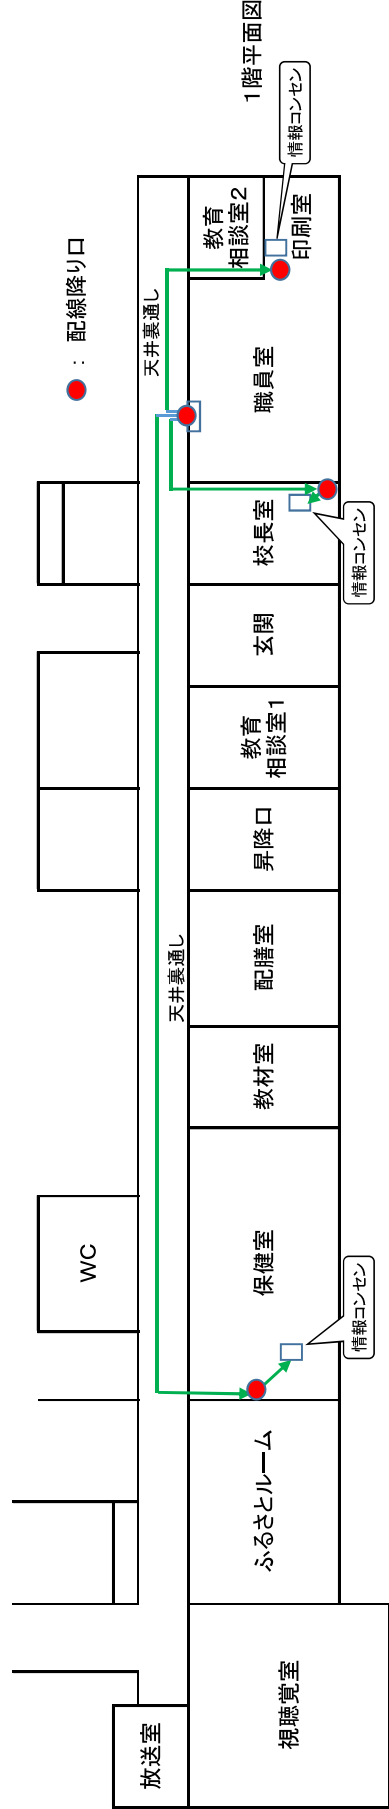 1階平面図
●： 配線降り口
情報コンセン
教育
相談室2
印刷室
天井裏通し
職員室
校長室
情報コンセン
玄関
教育
相談室1
昇降口
配膳室
天井裏通し
教材室
WC
保健室
情報コンセン
ふるさとルーム
放送室
視聴覚室